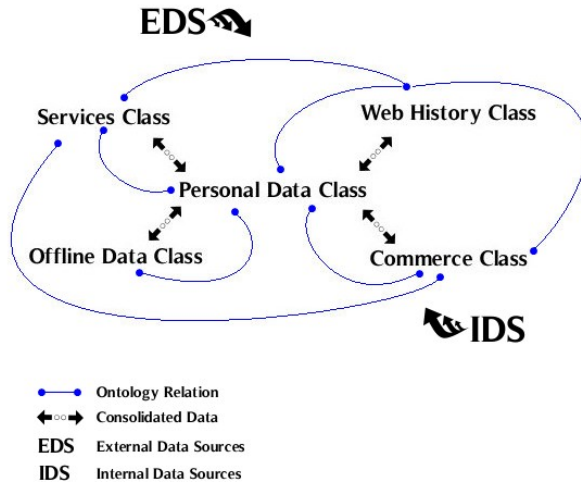 EDS
Services Class
Web History Class
Personal Data Class
Offline Data Class
Commerce Class
IDS
Ontology Relation
Consolidated Data
EDS External Data Sources
IDS Internal Data Sources